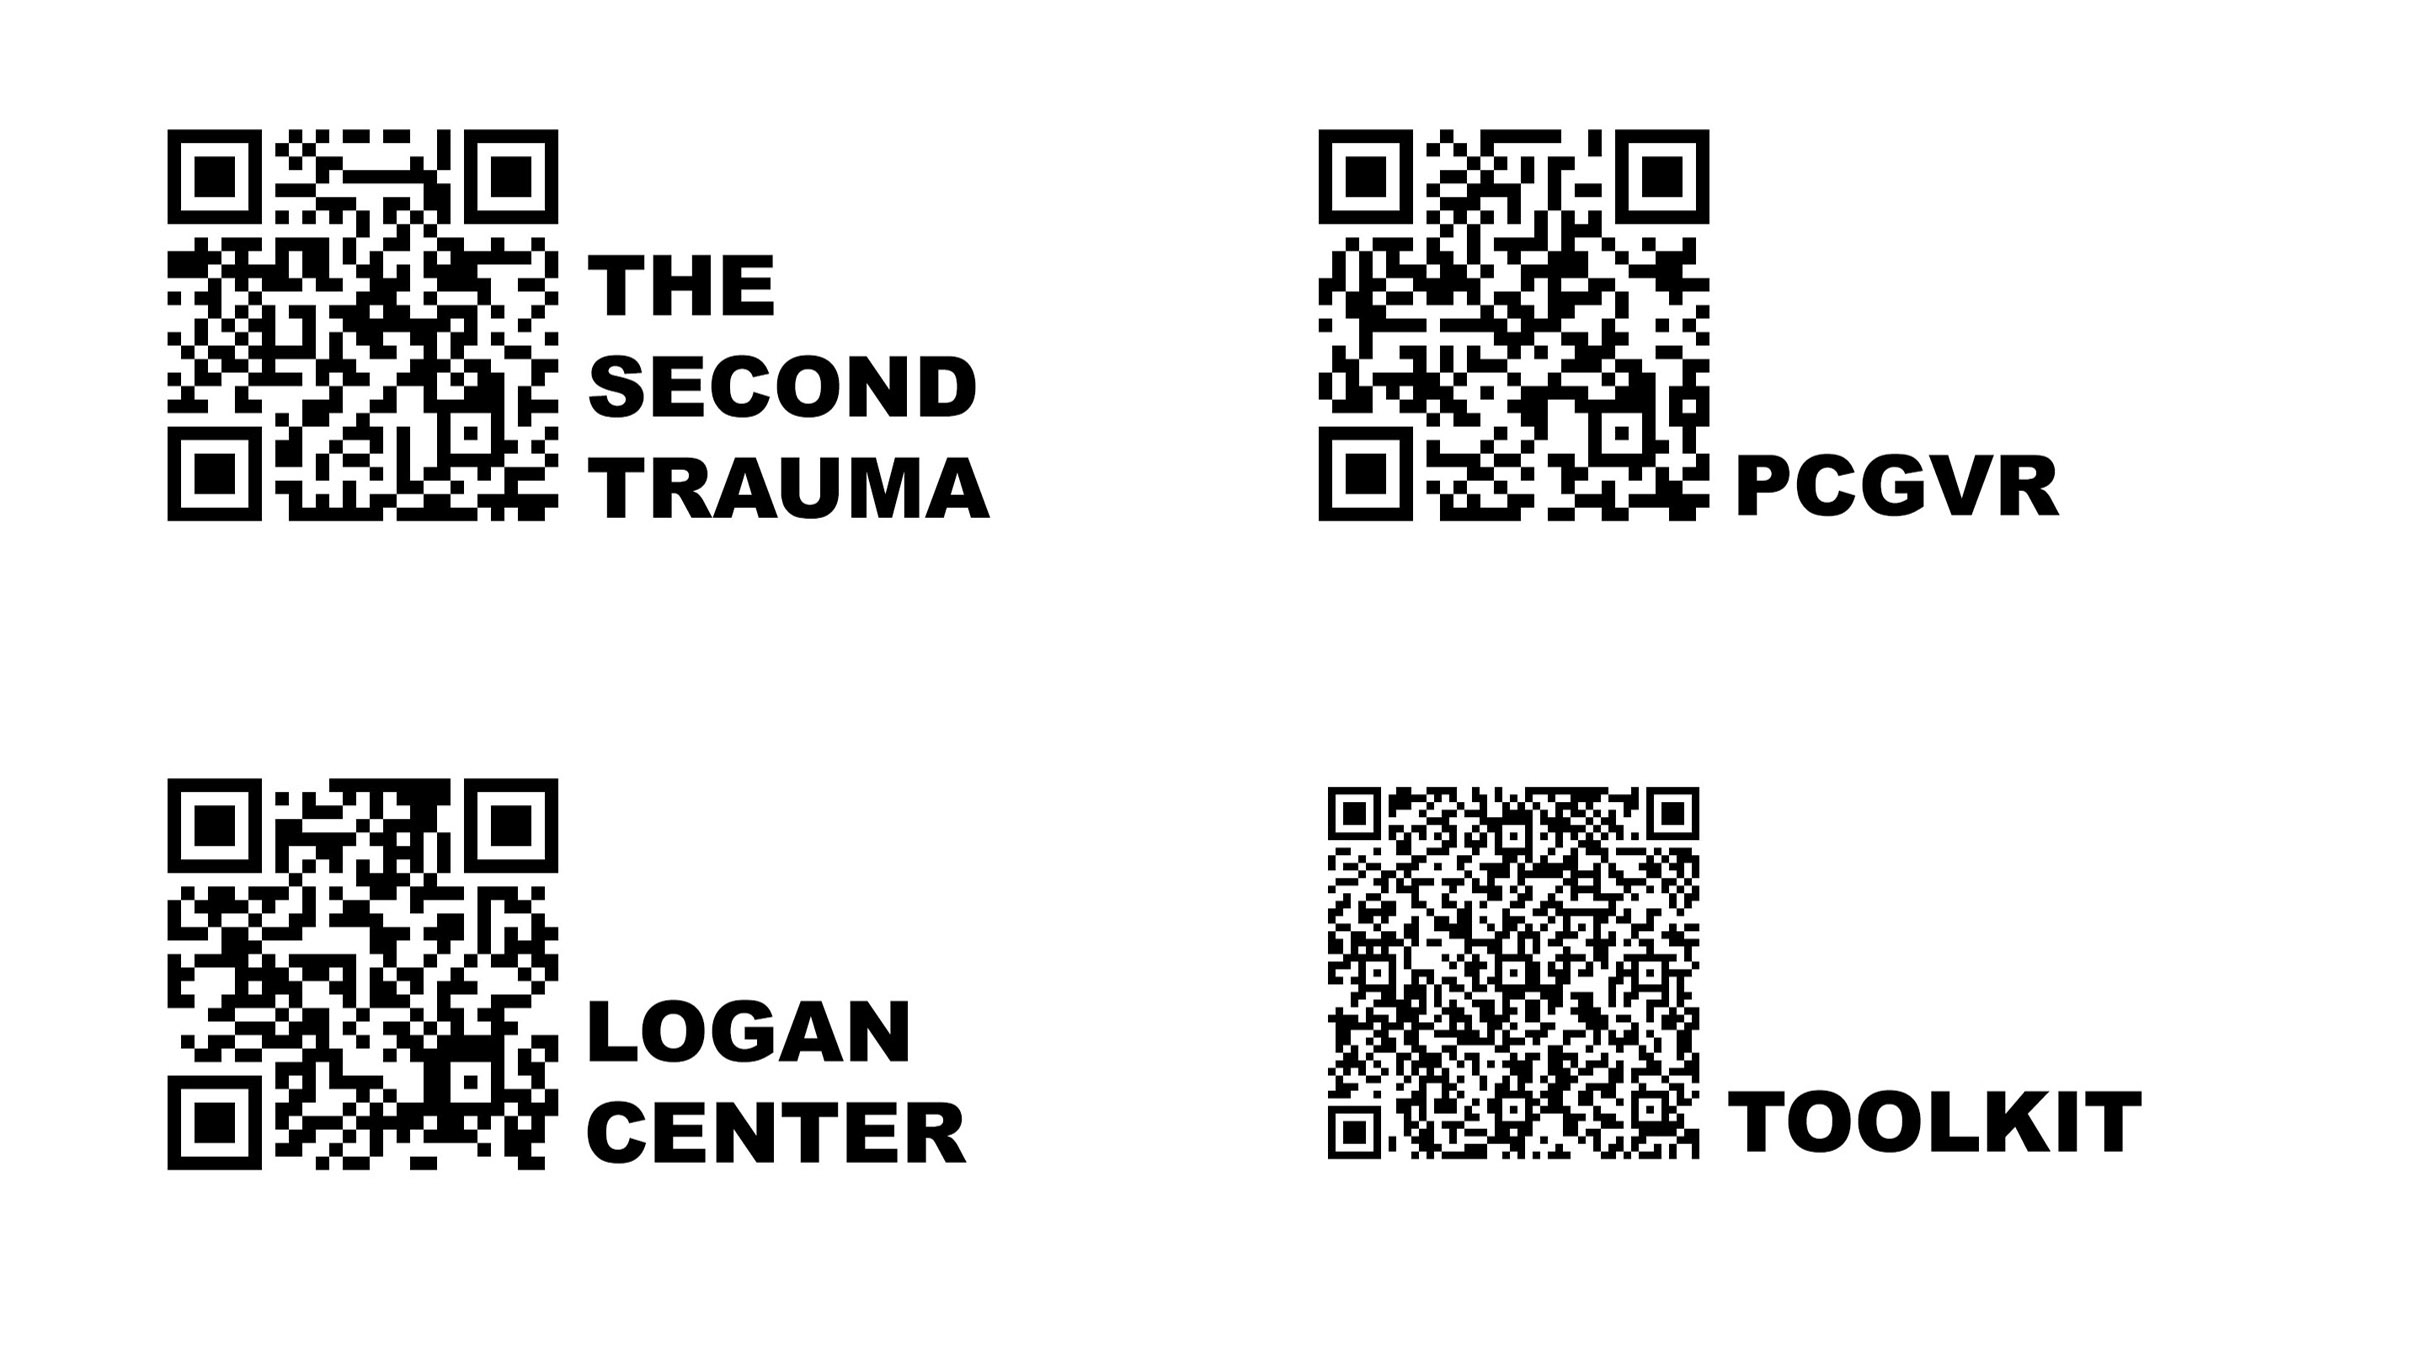 THE
SECOND
TRAUMA
PCGVR
LOGAN
CENTER
TOOLKIT